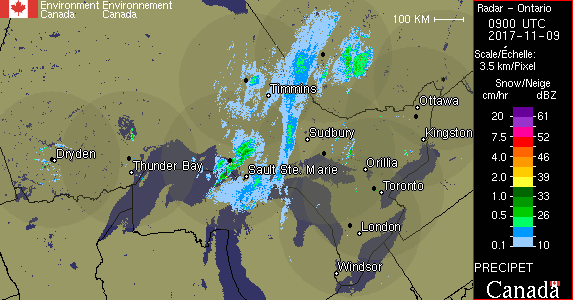 Environment Environnement
Canada Canada
100 KM
Timmins
Ottawa
Sudbury
Kingston
Dryden
Thunder Bay
Sault Ste. Marie
Orillia
Toronto
London
Windsor
Radar - Ontario
0900 UTC
2017-11-09
Scale/Échelle:
3.5 km/Pixel
Snow/Neige
cm/hr dBZ
20 61
7.5 52
4.0 46
2.0 39
1.0 33
0.5 26
0.1 10
PRECIPET
Canada